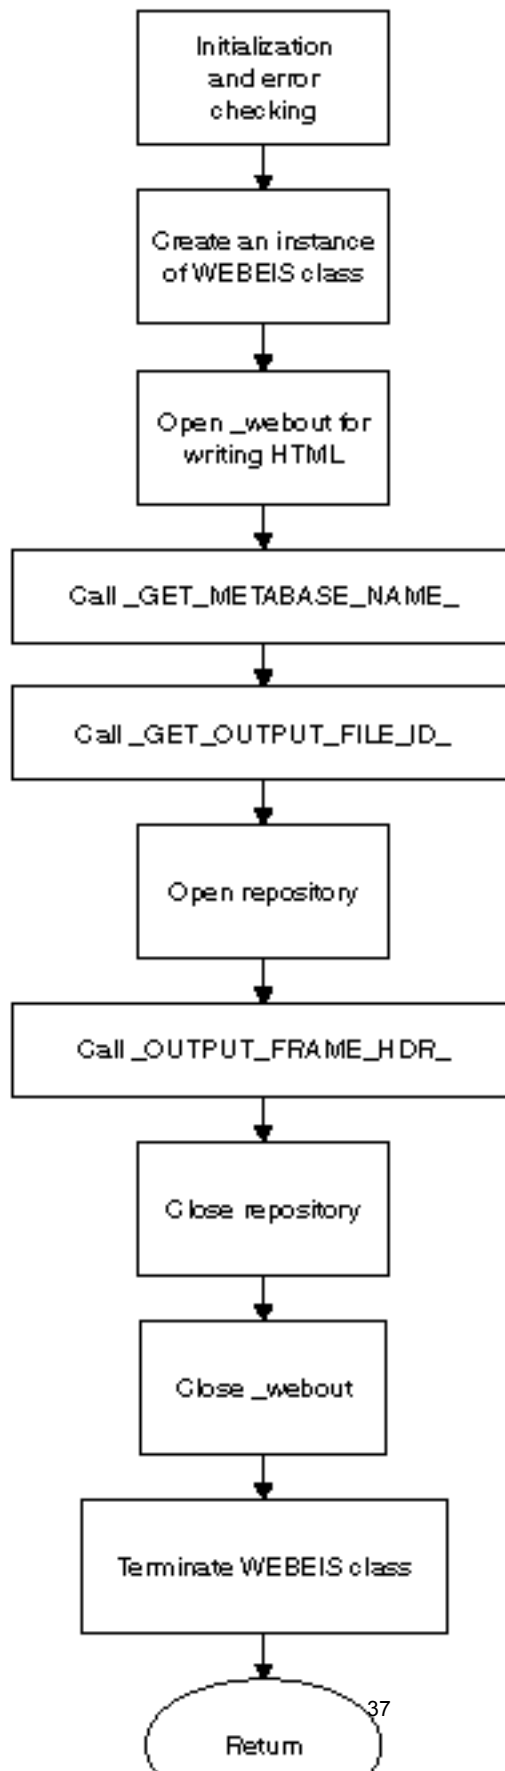 Initialization
and error
checking
Create an instance
of WEBEIS class
Open _webout for
writing HTML
Call _GET_METABASE_NAME_
Call _GET_OUTPUT_FILE_ID_
Open repository
Call _OUTPUT_FRAME_HDR_
Close repository
Close _webout
Terminate WEBEIS class
37
Return